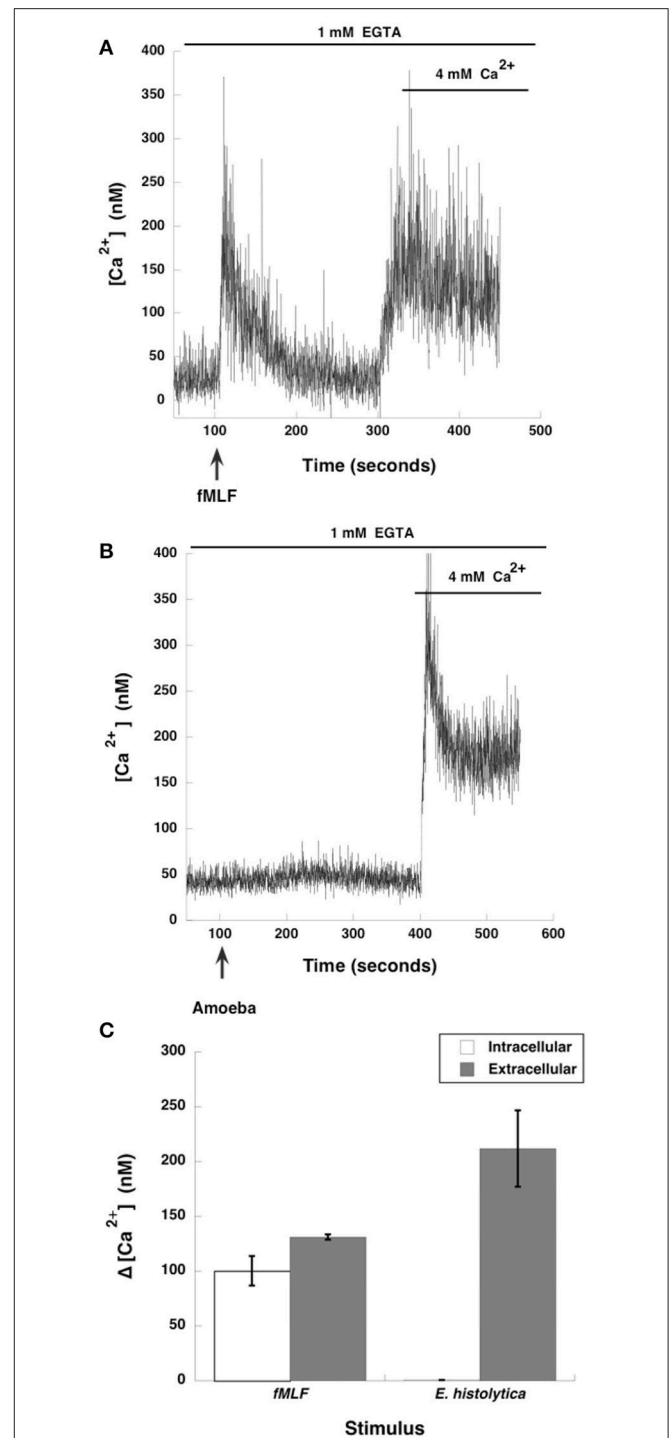 A
1 mM EGTA
4 mM Ca2+
400
350
300
250
200
150
100
50
0
[Ca2+] (nM)
100 200 300 400 500
Time (seconds)
fMLF
B
1 mM EGTA
4 mM Ca2+
400
350
300
250
200
150
100
50
0
[Ca2+] (nM)
100 200 300 400 500 600
Time (seconds)
Amoeba
C
Intracellular
Extracellular
300
250
200
150
100
50
0
Δ [Ca2+] (nM)
fMLF E. histolytica
Stimulus